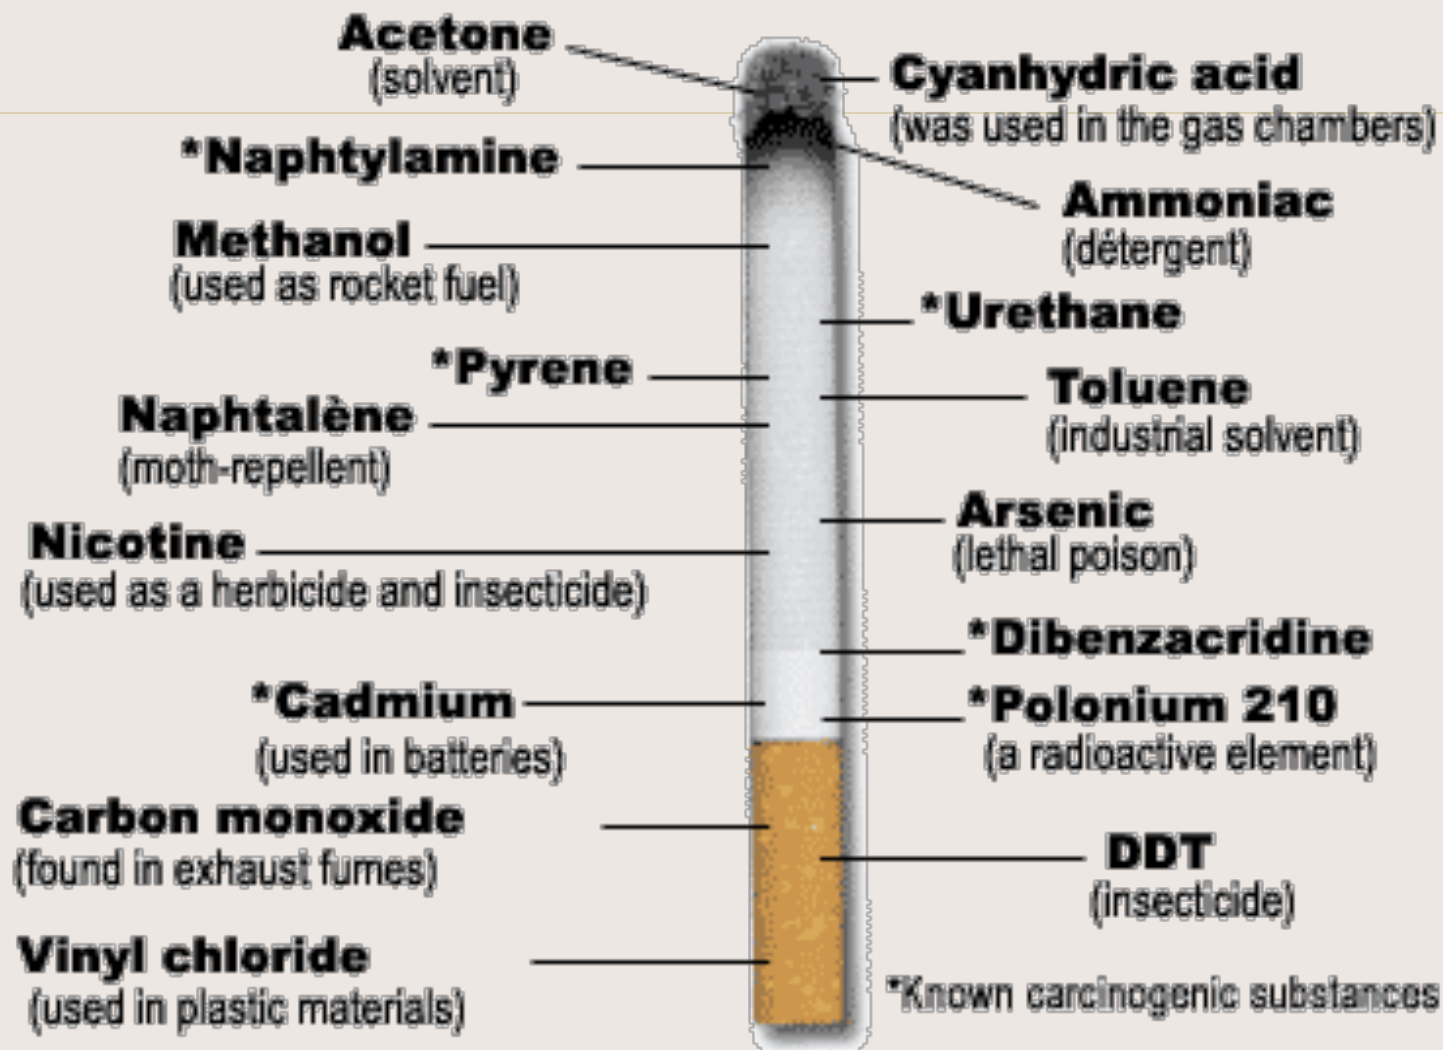 Acetone
(solvent)
Cyanhydric acid
(was used in the gas chambers)
*Naphtylamine
Ammoniac
(détergent)
Methanol
(used as rocket fuel)
*Urethane
*Pyrene
Toluene
(industrial solvent)
Naphtalène
(moth-repellent)
Arsenic
(lethal poison)
Nicotine
(used as a herbicide and insecticide)
*Dibenzacridine
*Cadmium
(used in batteries)
*Polonium 210
(a radioactive element)
Carbon monoxide
(found in exhaust fumes)
DDT
(insecticide)
Vinyl chloride
(used in plastic materials)
*Known carcinogenic substances